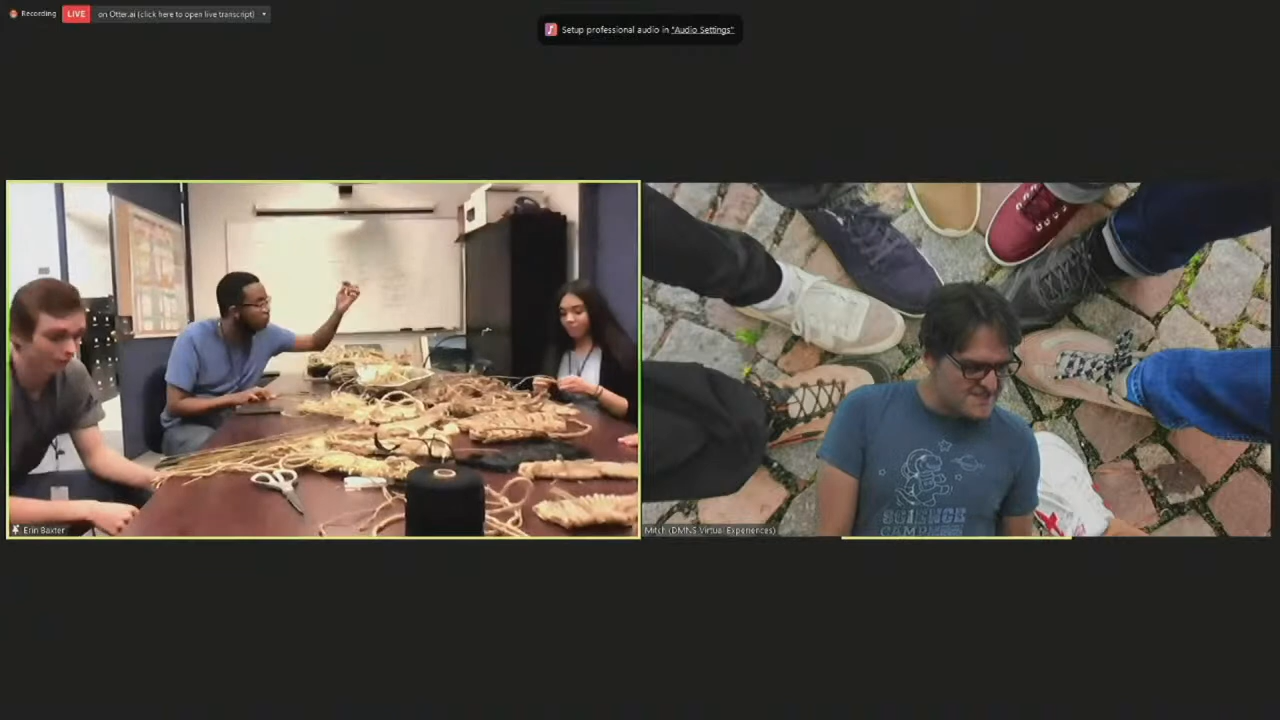 Recording
LIVE
on Otter.ai (click here to open live transcript)
Setup professional audio in "Audio Settings"
Erin Baxter
Mitch (DMNS Virtual Experiences)
SCIENCE